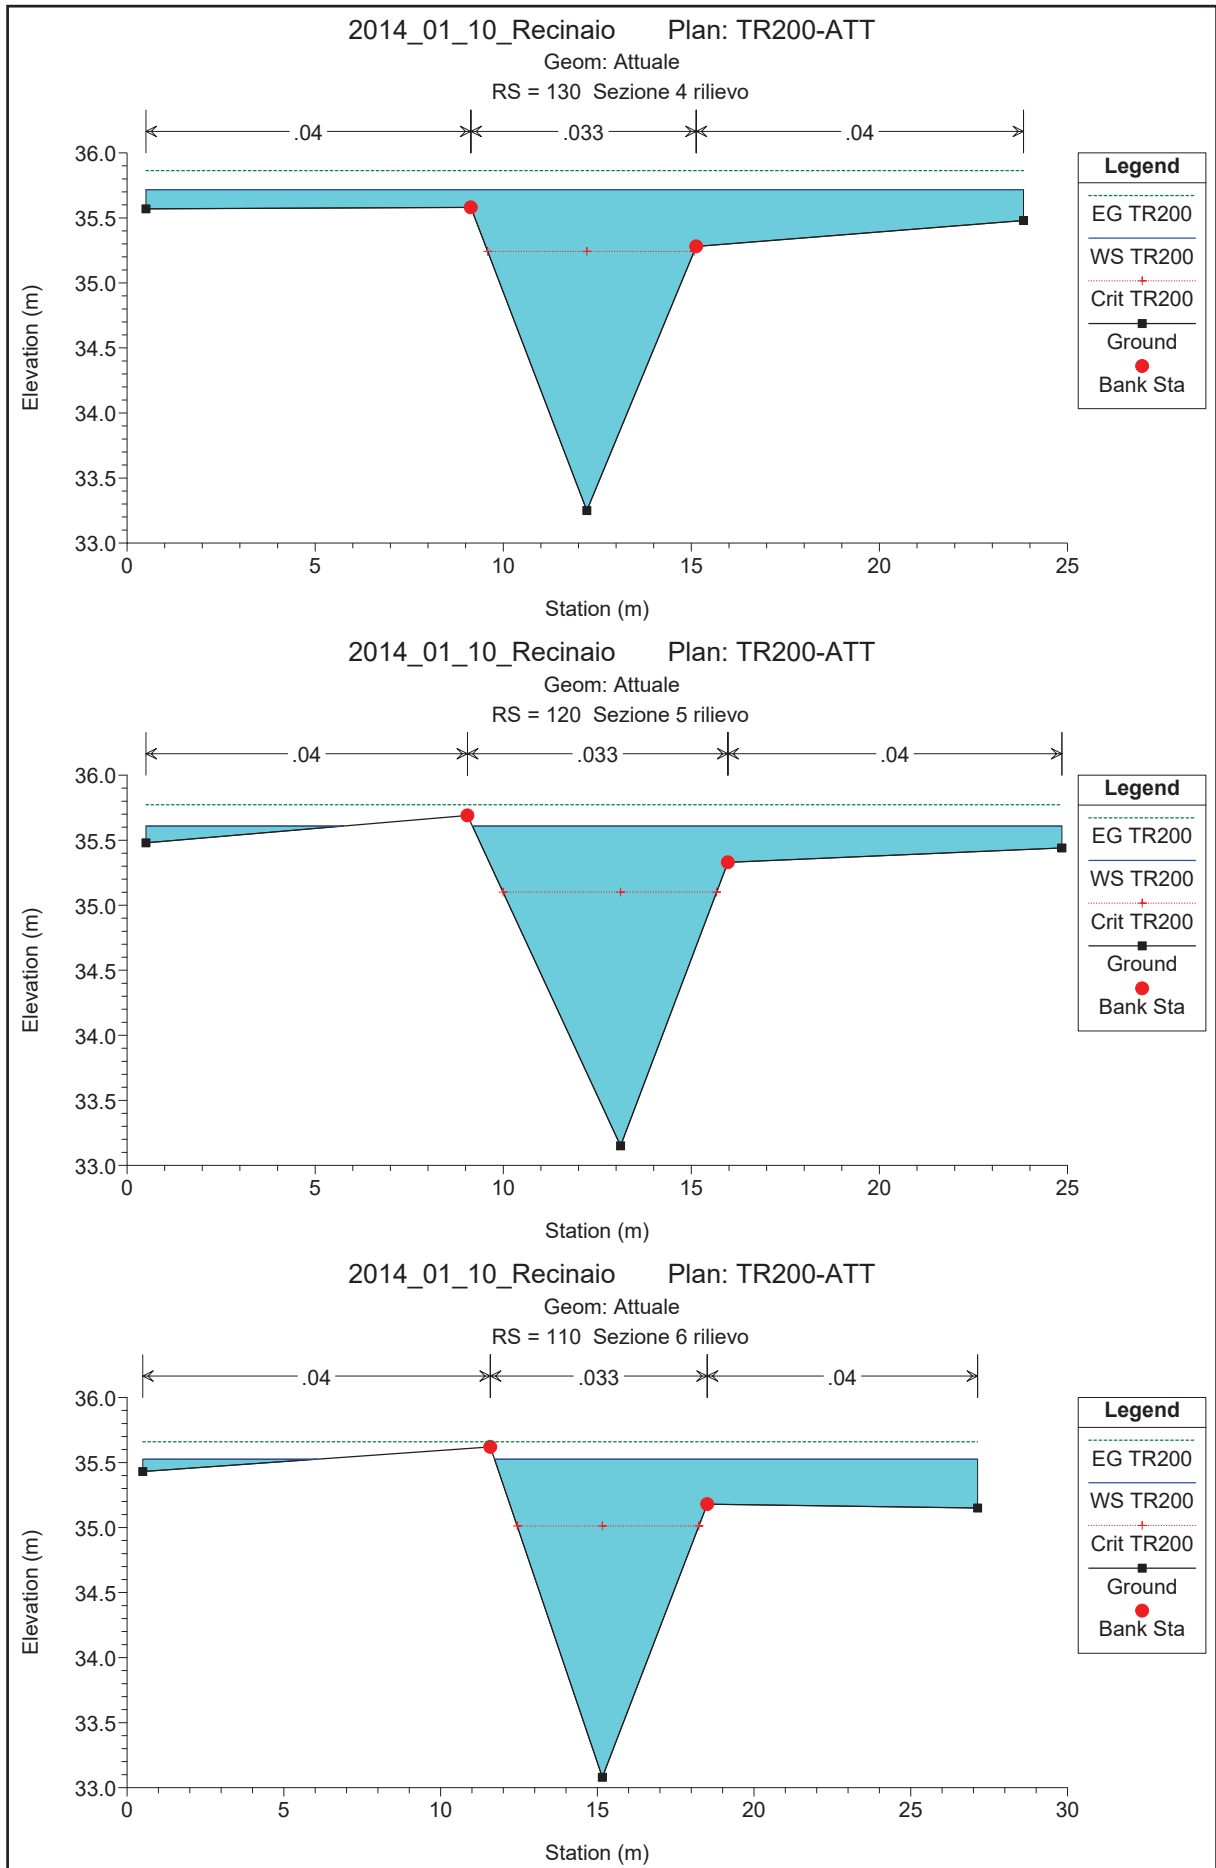 2014_01_10_Recinaio Plan: TR200-ATT
Geom: Attuale
RS = 130 Sezione 4 rilievo
.04 .033 .04
36.0
35.5
35.0
34.5
34.0
33.5
33.0
Elevation (m)
0 5 10 15 20 25
Station (m)
Legend
EG TR200
WS TR200
Crit TR200
Ground
Bank Sta
2014_01_10_Recinaio Plan: TR200-ATT
Geom: Attuale
RS = 120 Sezione 5 rilievo
.04 .033 .04
36.0
35.5
35.0
34.5
34.0
33.5
33.0
Elevation (m)
0 5 10 15 20 25
Station (m)
Legend
EG TR200
WS TR200
Crit TR200
Ground
Bank Sta
2014_01_10_Recinaio Plan: TR200-ATT
Geom: Attuale
RS = 110 Sezione 6 rilievo
.04 .033 .04
36.0
35.5
35.0
34.5
34.0
33.5
33.0
Elevation (m)
0 5 10 15 20 25 30
Station (m)
Legend
EG TR200
WS TR200
Crit TR200
Ground
Bank Sta